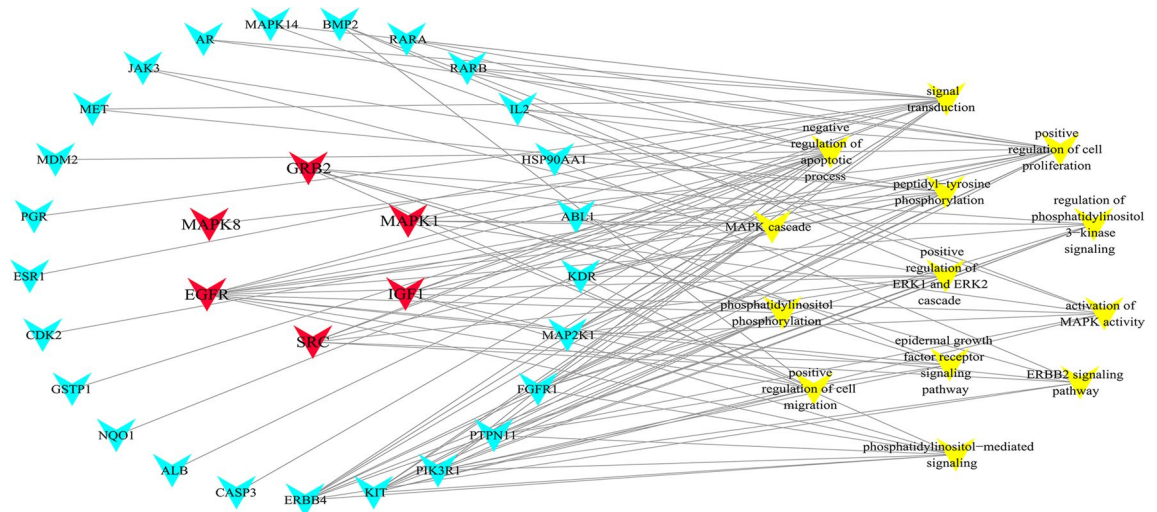 MAPK14
BMP2
AR
RARA
JAK3
RARB
MET
IL2
signal
transduction
negative
regulation of
apoptotic
process
positive
regulation of cell
proliferation
MDM2
HSP90AA1
GRB2
peptidyl−tyrosine
phosphorylation
regulation of
phosphatidylinositol
3−kinase
signaling
PGR
MAPK8
MAPK1
ABL1
MAPK cascade
ESR1
EGFR
IGF1
KDR
positive
regulation of
ERK1 and ERK2
cascade
phosphatidylinositol
phosphorylation
activation of
MAPK activity
CDK2
SRC
MAP2K1
epidermal growth
factor receptor
signaling
pathway
GSTP1
FGFR1
positive
regulation of cell
migration
ERBB2 signaling
pathway
NQO1
PTPN11
phosphatidylinositol−mediated
signaling
ALB
PIK3R1
CASP3
ERBB4
KIT